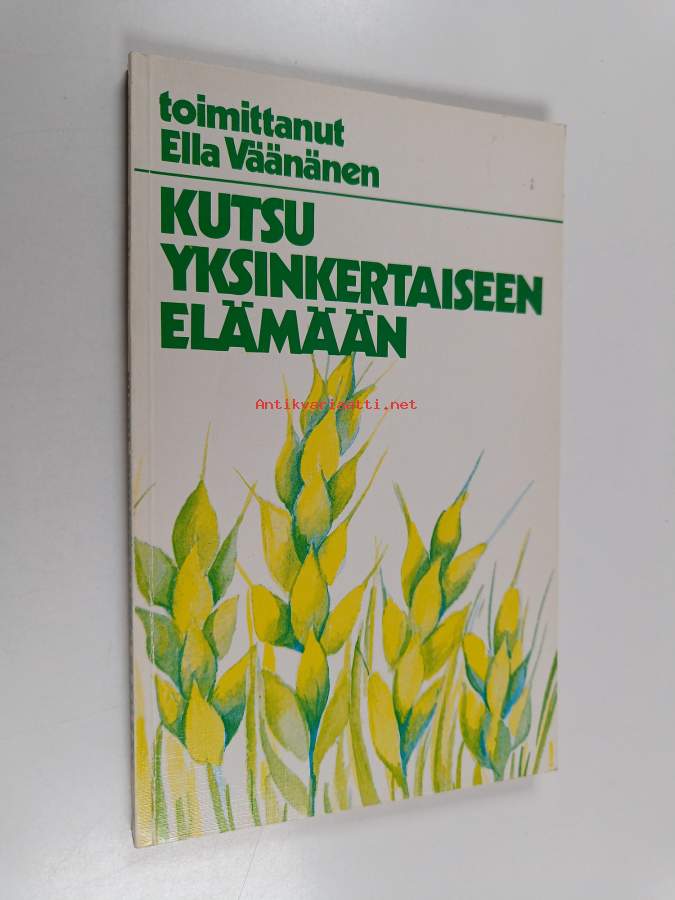 toimittanut
Ella Väänänen
KUTSU
YKSINKERTAISEEN
ELÄMÄÄN
Antikvariaatti.net